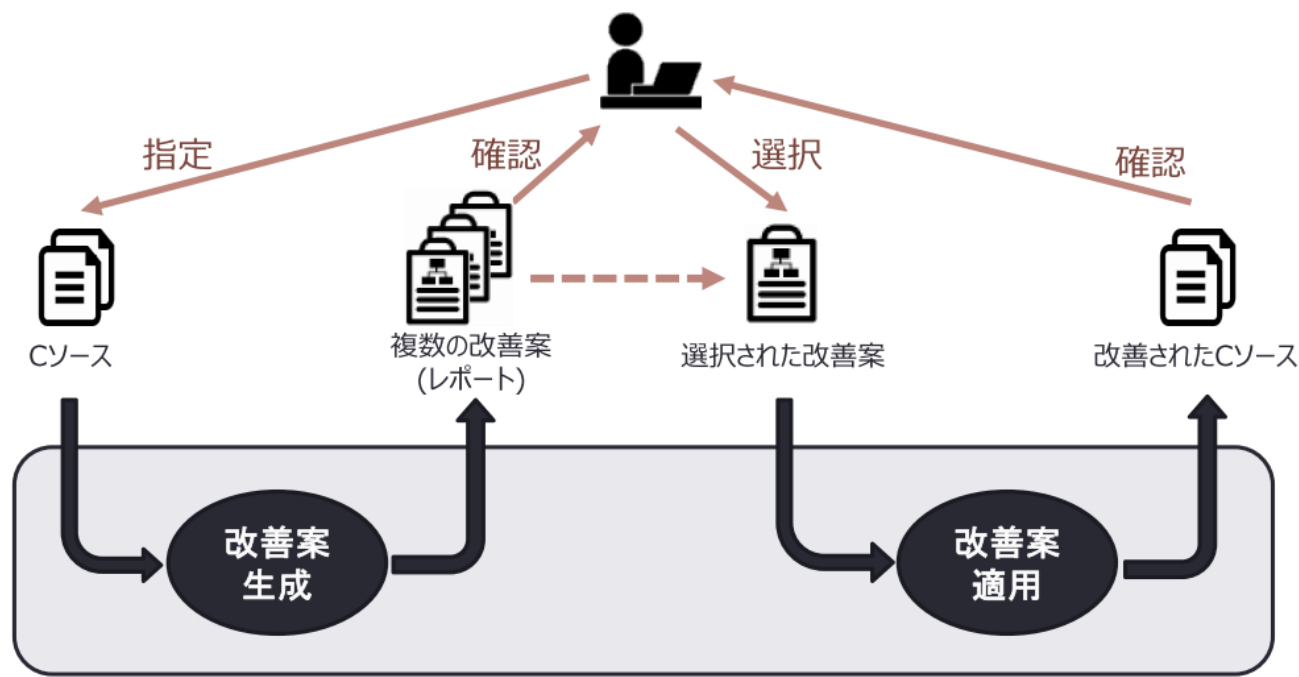 指定
確認
選択
確認
Cソース
複数の改善案
(レポート)
選択された改善案
改善されたCソース
改善案
生成
改善案
適用